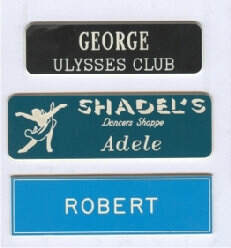 GEORGE
ULYSSES CLUB
SHADEL'S
Dancers Shoppe
Adele
ROBERT